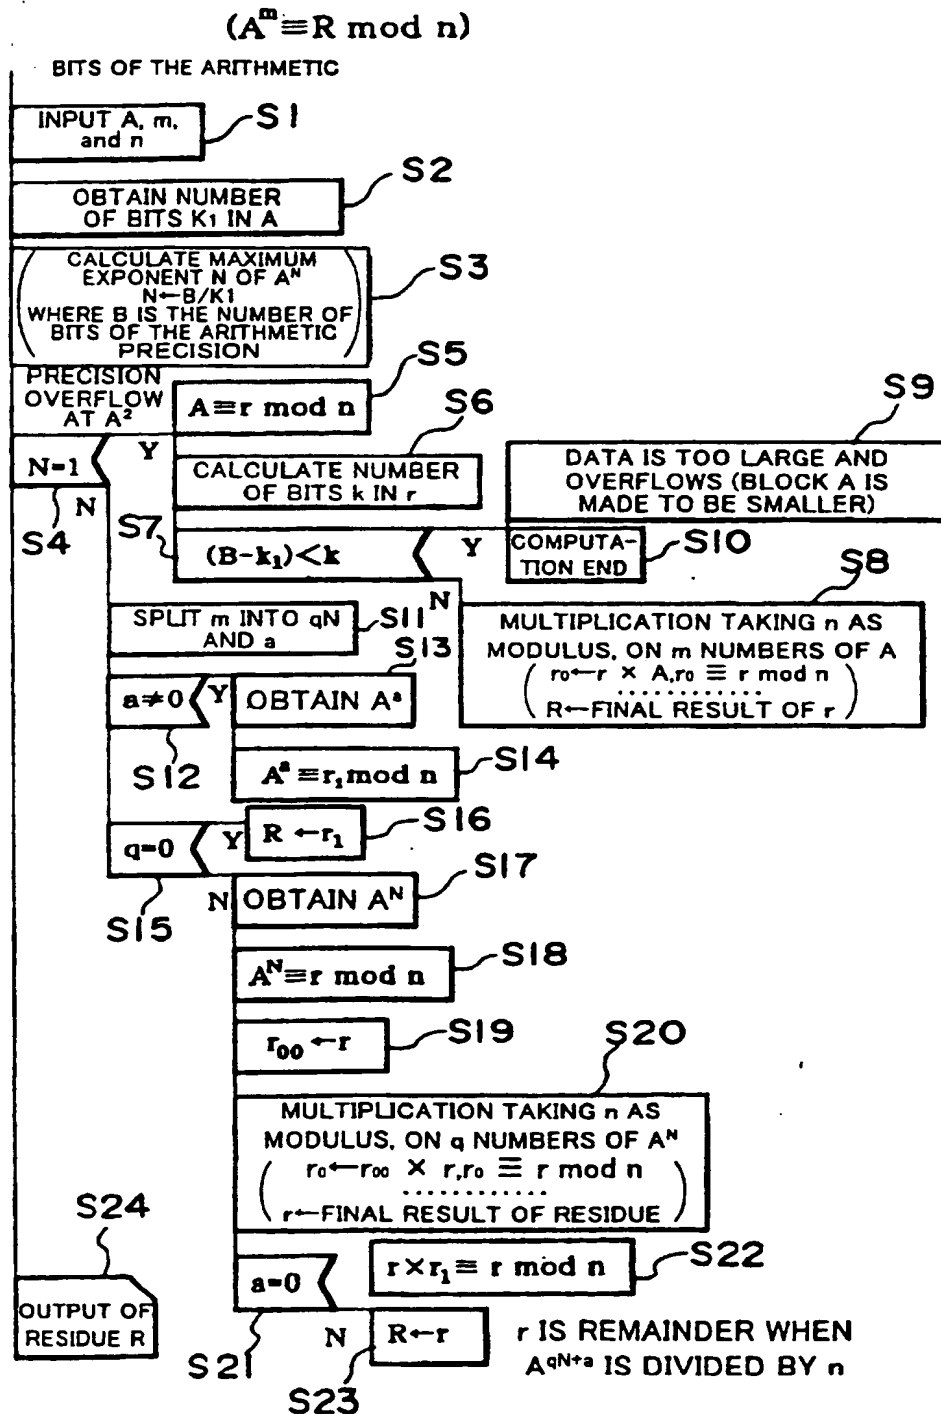 (A^m ≡ R mod n)
BITS OF THE ARITHMETIC
INPUT A, m,
and n
S1
S2
OBTAIN NUMBER
OF BITS K1 IN A
CALCULATE MAXIMUM
EXPONENT N OF A^N
N←B/K1
WHERE B IS THE NUMBER OF
BITS OF THE ARITHMETIC
PRECISION
S3
PRECISION
OVERFLOW
AT A^2
S5
A≡r mod n
S6
S9
N=1
Y
N
S4
CALCULATE NUMBER
OF BITS k IN r
DATA IS TOO LARGE AND
OVERFLOWS (BLOCK A IS
MADE TO BE SMALLER)
S7
(B-k₁)<k
Y
N
COMPUTA-
TION END
S10
S8
SPLIT m INTO qN
AND a
S11
MULTIPLICATION TAKING n AS
MODULUS, ON m NUMBERS OF A
r₀←r × A,r₀ ≡ r mod n
............
R←FINAL RESULT OF r
S13
a≠0
Y
OBTAIN A^a
S12
A^a ≡r₁mod n
S14
R ←r₁
S16
q=0
Y
N
S15
OBTAIN A^N
S17
A^N≡r mod n
S18
r₀₀ ←r
S19
S20
MULTIPLICATION TAKING n AS
MODULUS, ON q NUMBERS OF A^N
r₀←r₀₀ × r,r₀ ≡ r mod n
............
r←FINAL RESULT OF RESIDUE
S24
a=0
N
r×r₁≡ r mod n
S22
OUTPUT OF
RESIDUE R
S21
R←r
S23
r IS REMAINDER WHEN
A^qN+a IS DIVIDED BY n